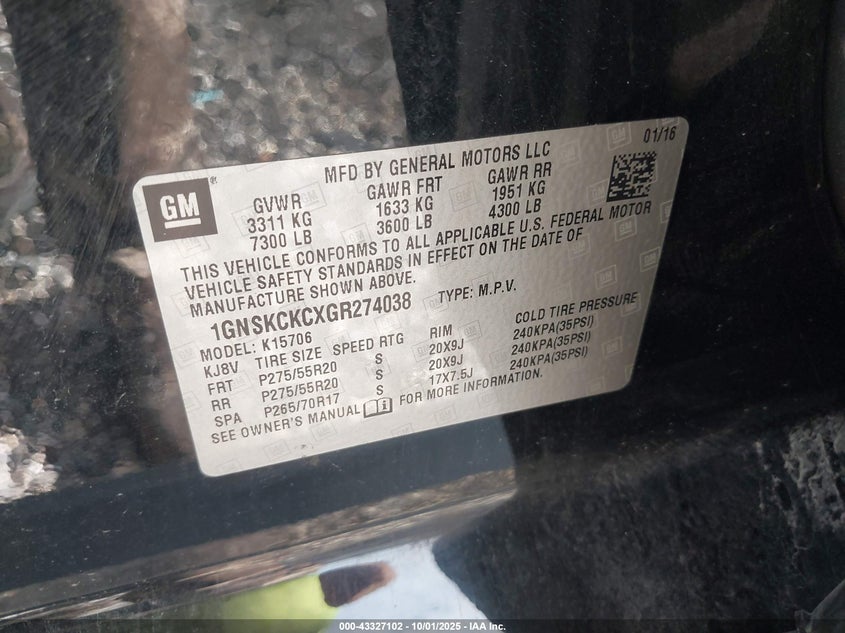 01/16
MFD BY GENERAL MOTORS LLC
GM
GVWR GAWR FRT GAWR RR
3311 KG 1633 KG 1951 KG
7300 LB 3600 LB 4300 LB
THIS VEHICLE CONFORMS TO ALL APPLICABLE U.S. FEDERAL MOTOR
VEHICLE SAFETY STANDARDS IN EFFECT ON THE DATE OF
MANUFACTURE SHOWN ABOVE.
1GNSKCKCXGR274038 TYPE: M.P.V.
MODEL: K15706
KJ8V TIRE SIZE SPEED RTG RIM COLD TIRE PRESSURE
FRT P275/55R20 S 20X9J 240KPA(35PSI)
RR P275/55R20 S 20X9J 240KPA(35PSI)
SPA P265/70R17 S 17X7.5J 240KPA(35PSI)
SEE OWNER'S MANUAL FOR MORE INFORMATION.
000-43327102 - 10/01/2025 - IAA Inc.